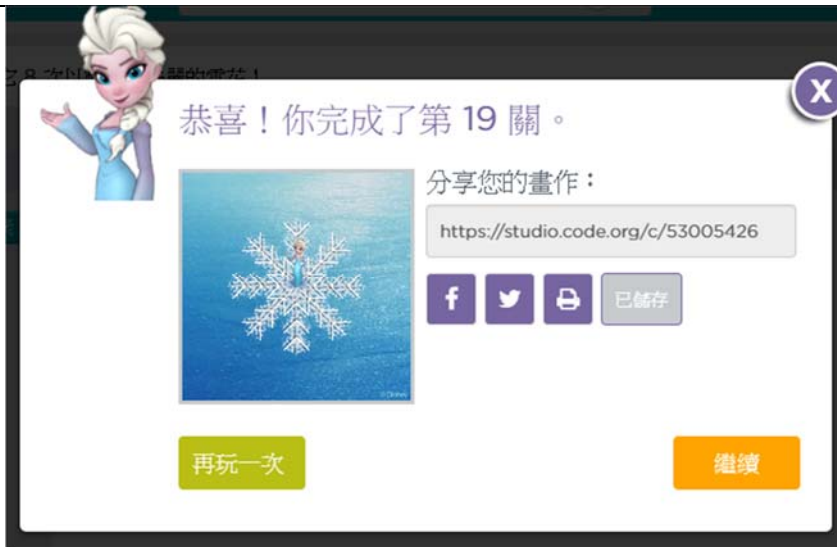 X
恭喜！你完成了第 19 關。
分享您的畫作：
https://studio.code.org/c/53005426
已儲存
再玩一次
繼續